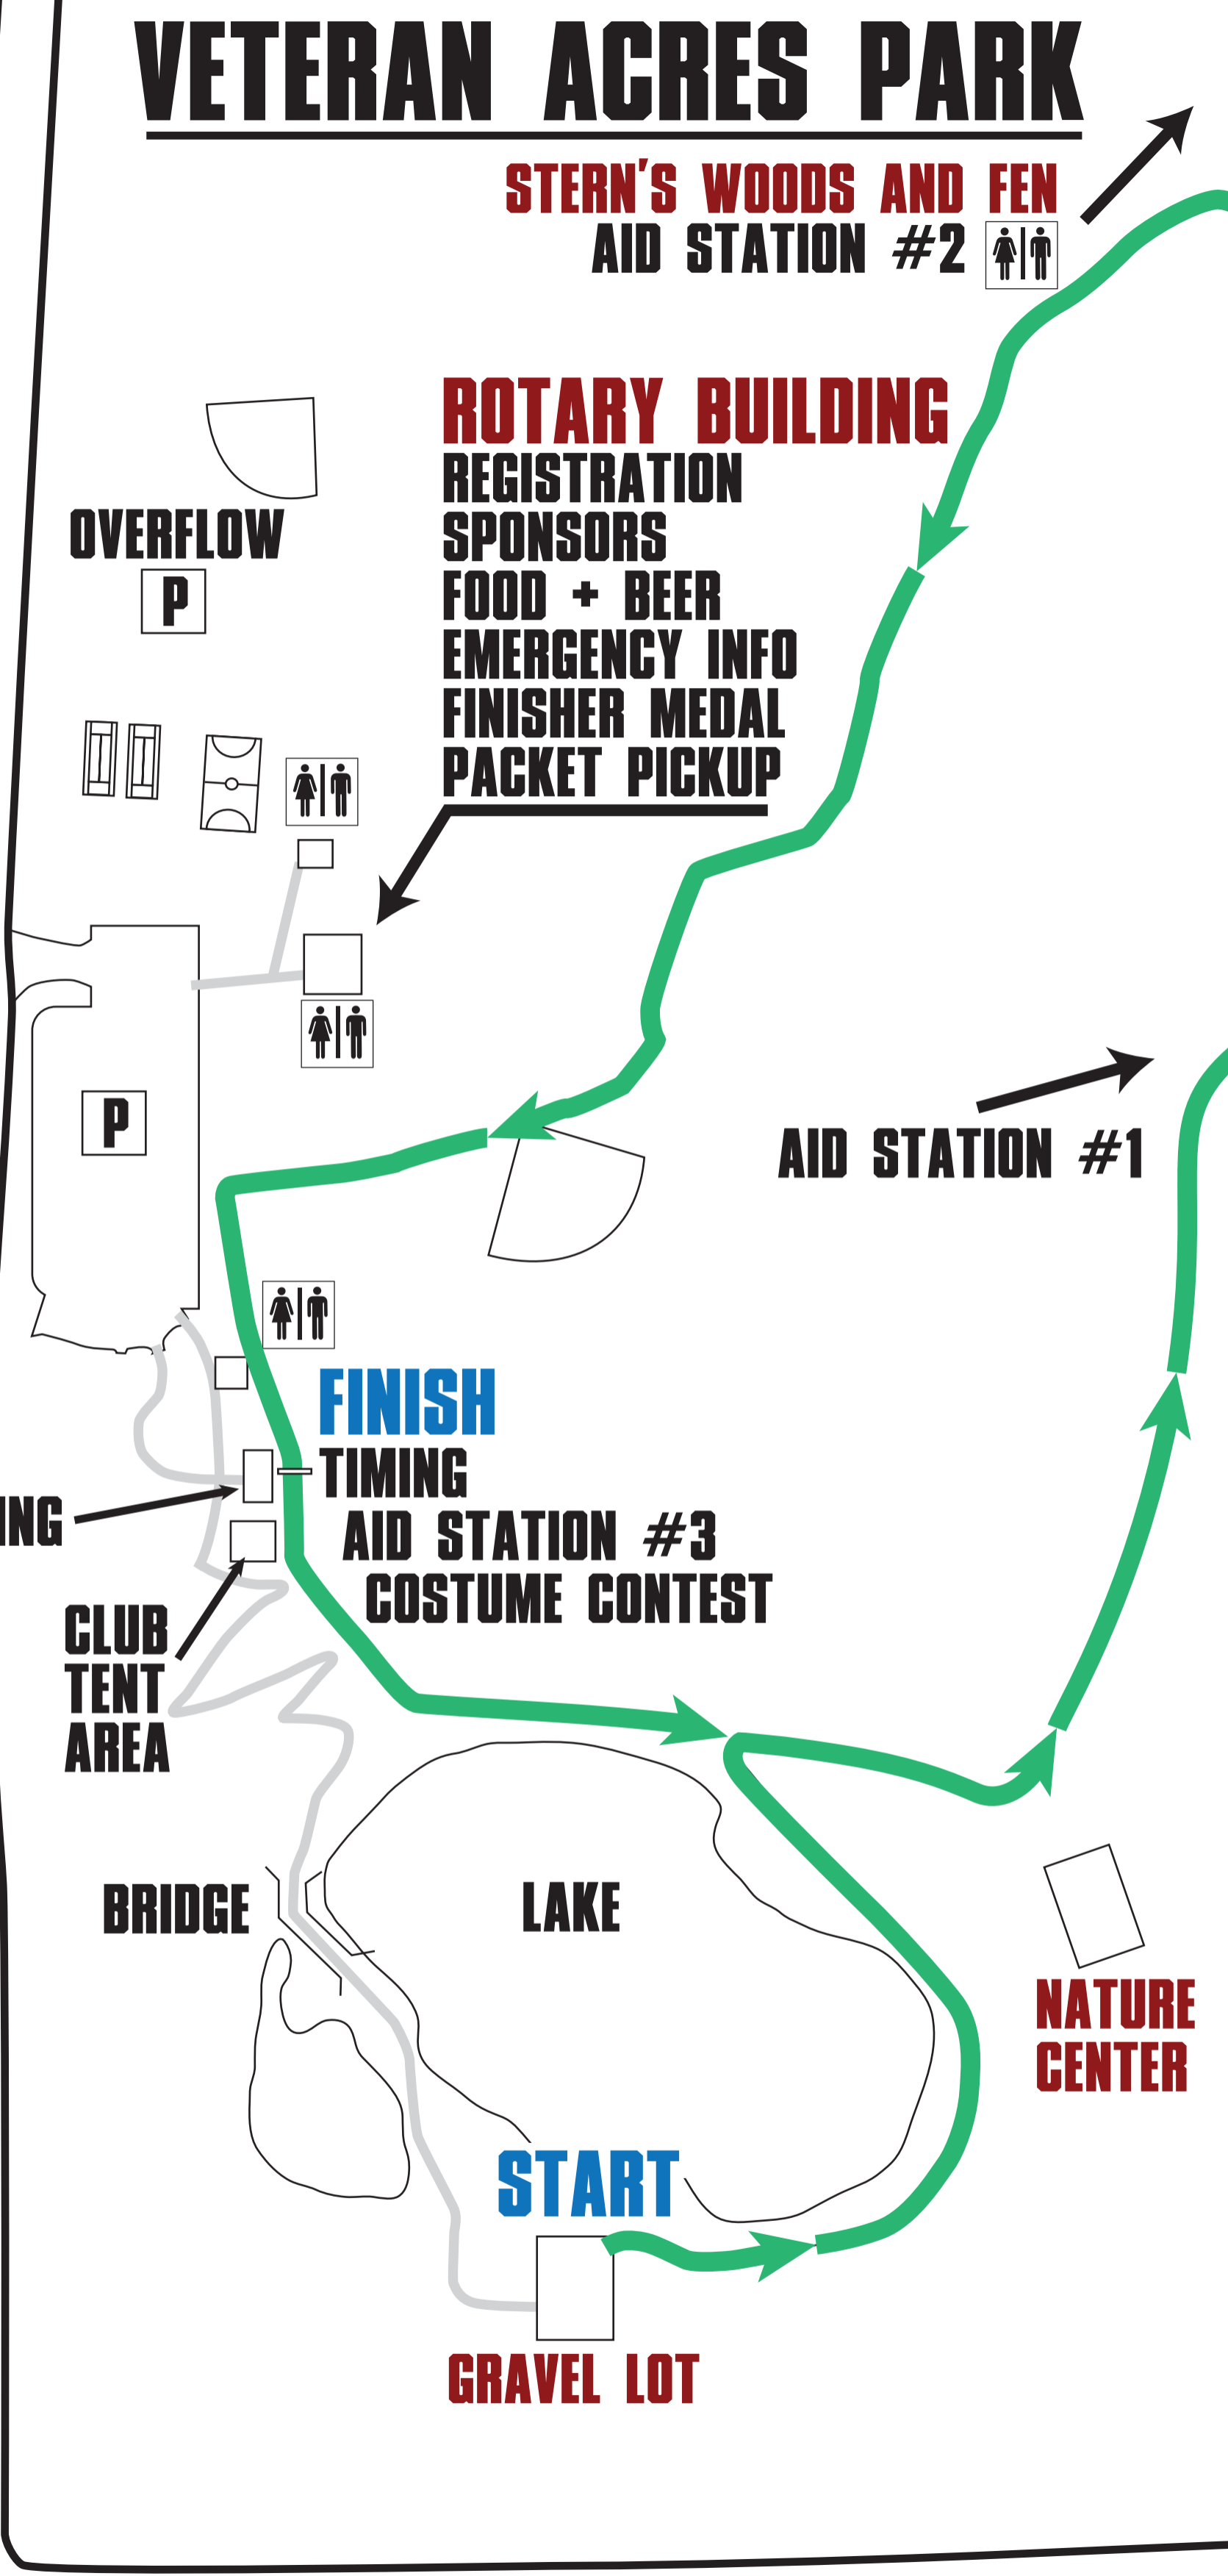 VETERAN ACRES PARK
STERN'S WOODS AND FEN
AID STATION #2
ROTARY BUILDING
REGISTRATION
SPONSORS
FOOD + BEER
EMERGENCY INFO
FINISHER MEDAL
PACKET PICKUP
OVERFLOW
P
P
AID STATION #1
FINISH
TIMING
AID STATION #3
COSTUME CONTEST
ING
CLUB
TENT
AREA
BRIDGE
LAKE
NATURE
CENTER
START
GRAVEL LOT